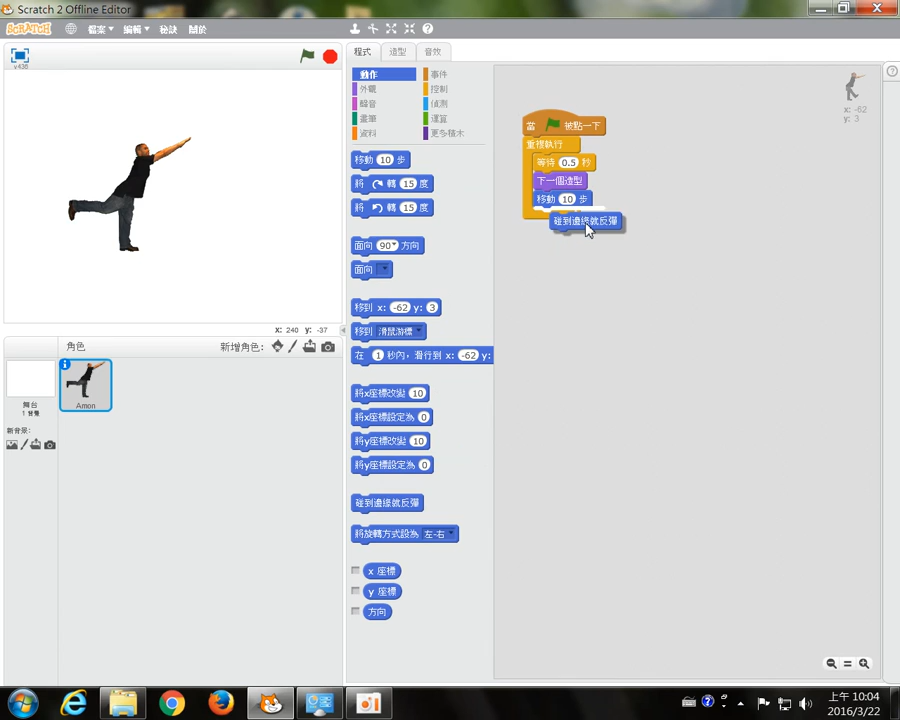 Scratch 2 Offline Editor
SCRATCH 檔案▼ 編輯▼ 秘訣 關於
v436
程式 造型 音效
動作 事件
外觀 控制
聲音 偵測
畫筆 運算
資料 更多積木
移動 10 步
將 轉 15 度
將 轉 15 度
面向 90▼ 方向
面向
移到 x: -62 y: 3
移到 滑鼠游標
在 1 秒內，滑行到 x: -62 y:
將x座標改變 10
將x座標設定為 0
將y座標改變 10
將y座標設定為 0
碰到邊緣就反彈
將旋轉方式設為 左-右
x 座標
y 座標
方向
當 被點一下
重複執行
等待 0.5 秒
下一個造型
移動 10 步
碰到邊緣就反彈
x: -62
y: 3
x: 240 y: -37
角色 新增角色:
舞台
1 背景
新背景:
Amon
上午 10:04
2016/3/22